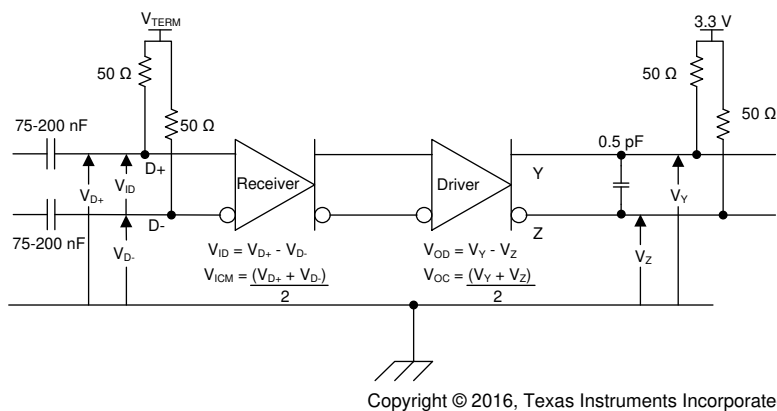 VTERM
3.3 V
50 Ω
50 Ω
50 Ω
50 Ω
75-200 nF
0.5 pF
D+
VID
VD+
Receiver
Driver
Y
VY
D-
Z
75-200 nF
VD-
VZ
VID = VD+ - VD-
VICM = (VD+ + VD-)
2
VOD = VY - VZ
VOC = (VY + VZ)
2
Copyright © 2016, Texas Instruments Incorporate